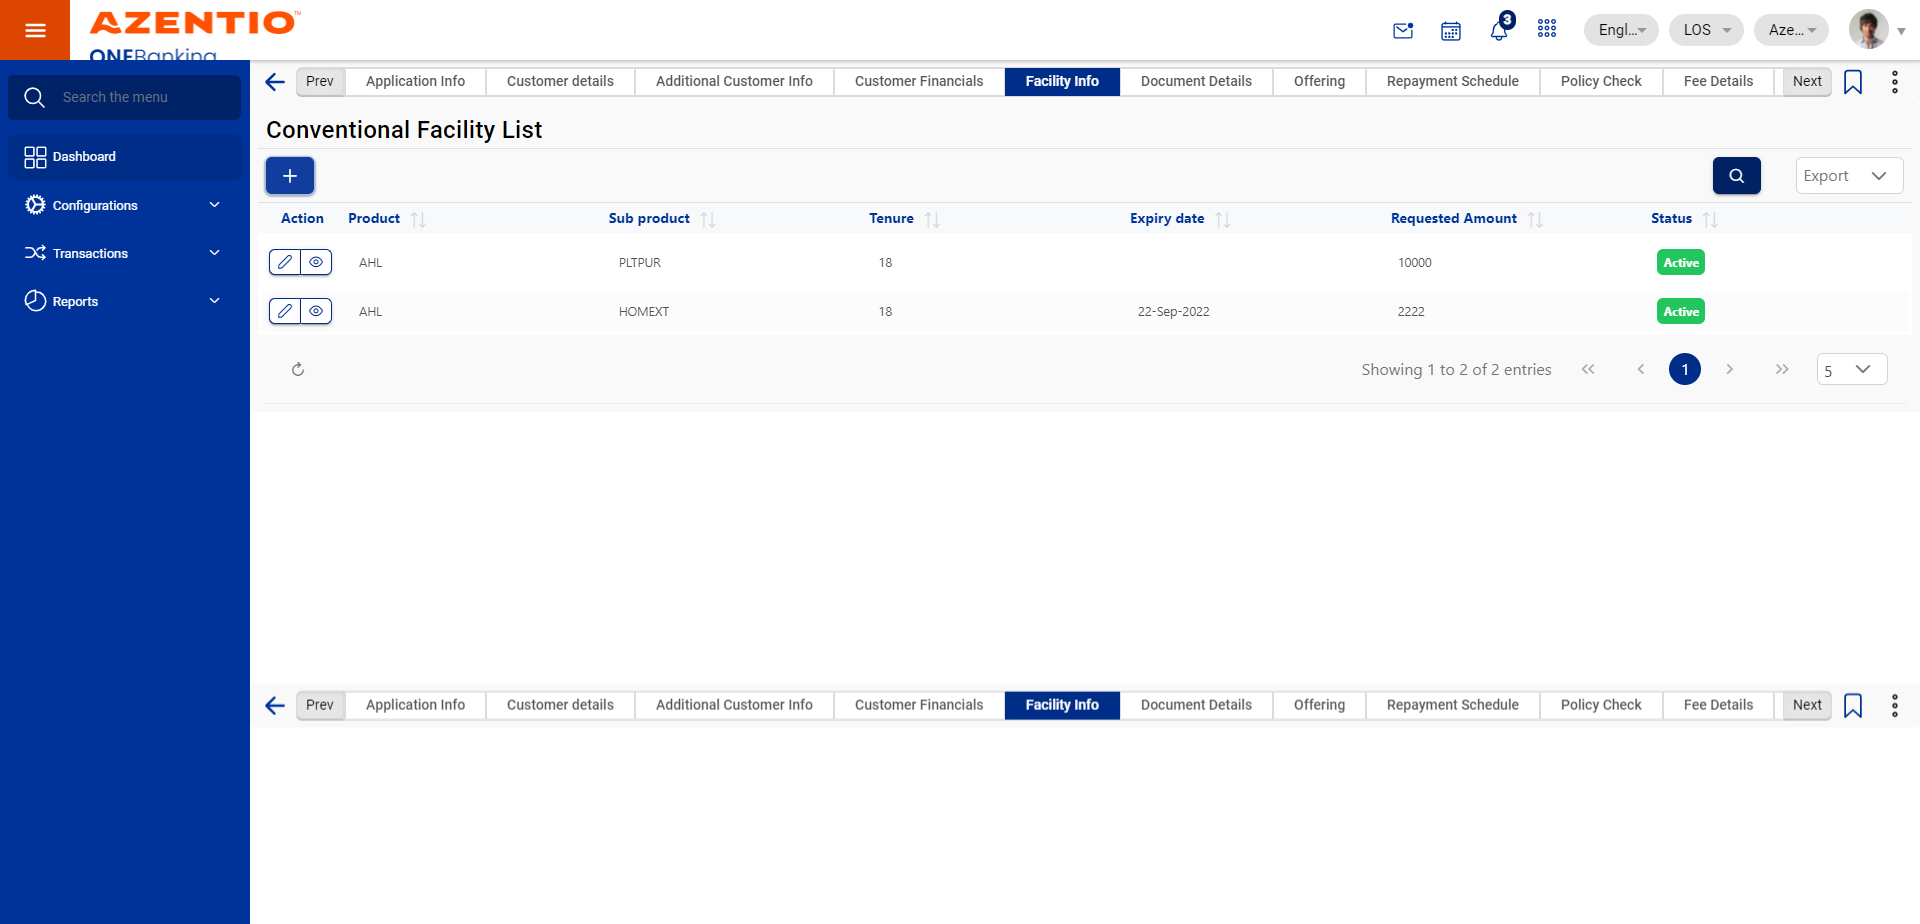 AZENTIO™
ONEBanking
3
Engl...
LOS
Aze...
Search the menu
Dashboard
Configurations
Transactions
Reports
Prev Application Info Customer details Additional Customer Info Customer Financials Facility Info Document Details Offering Repayment Schedule Policy Check Fee Details Next
Conventional Facility List
+
Export
Action Product Sub product Tenure Expiry date Requested Amount Status
AHL PLTPUR 18 10000 Active
AHL HOMEXT 18 22-Sep-2022 2222 Active
Showing 1 to 2 of 2 entries << < 1 > >> 5
Prev Application Info Customer details Additional Customer Info Customer Financials Facility Info Document Details Offering Repayment Schedule Policy Check Fee Details Next